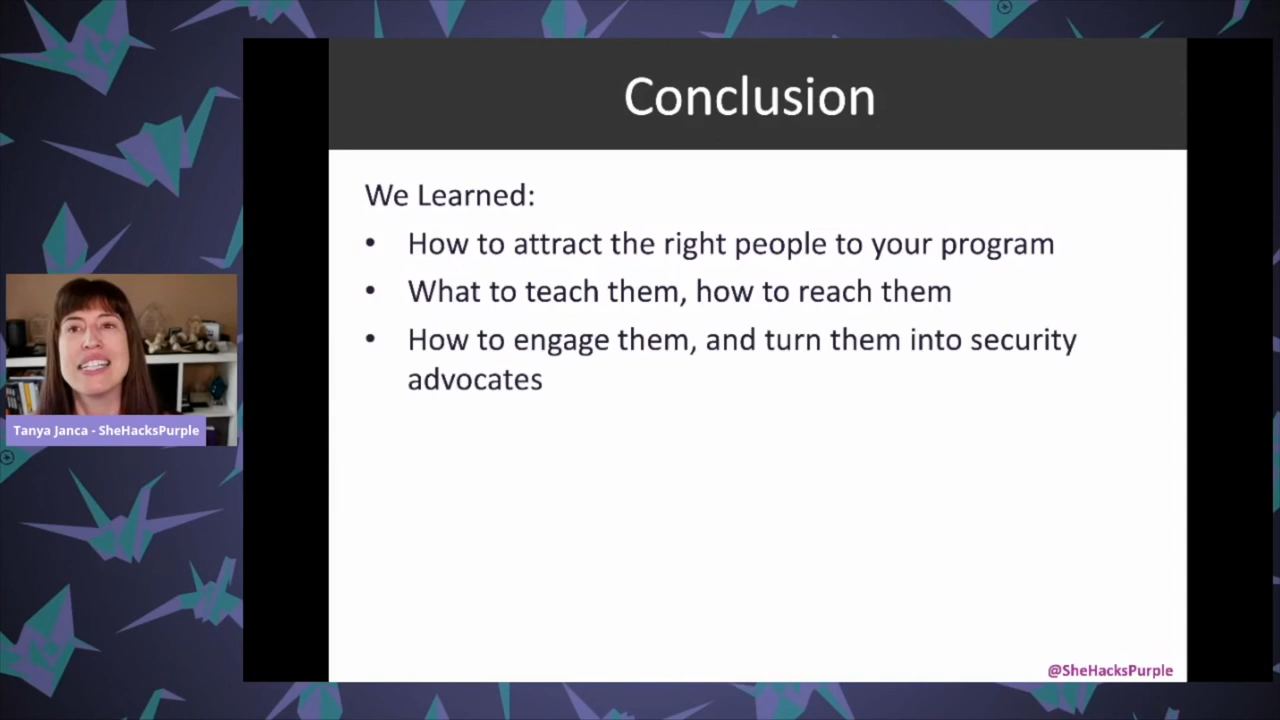 Conclusion
We Learned:
• How to attract the right people to your program
• What to teach them, how to reach them
• How to engage them, and turn them into security
advocates
Tanya Janca - SheHacksPurple
@SheHacksPurple